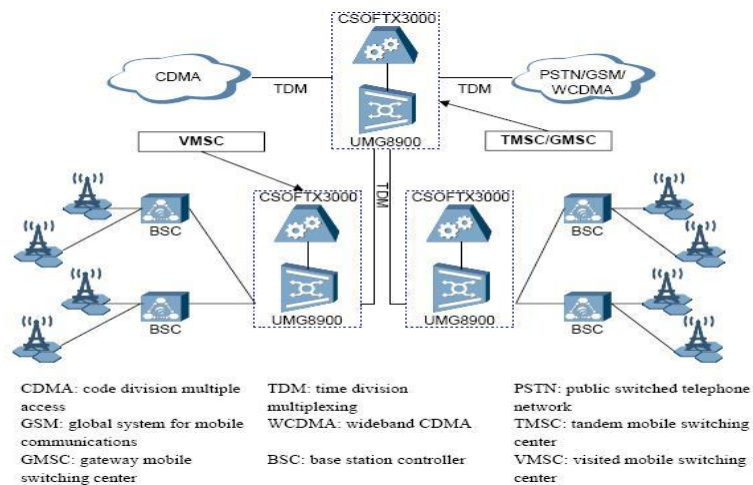 CSOFTX3000
CDMA
TDM
TDM
PSTN/GSM/
WCDMA
UMG8900
VMSC
TMSC/GMSC
TDM
CSOFTX3000
CSOFTX3000
BSC
BSC
UMG8900
UMG8900
BSC
BSC
CDMA: code division multiple
access
TDM: time division
multiplexing
PSTN: public switched telephone
network
GSM: global system for mobile
communications
WCDMA: wideband CDMA
TMSC: tandem mobile switching
center
GMSC: gateway mobile
switching center
BSC: base station controller
VMSC: visited mobile switching
center